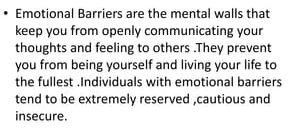 • Emotional Barriers are the mental walls that
keep you from openly communicating your
thoughts and feeling to others .They prevent
you from being yourself and living your life to
the fullest .Individuals with emotional barriers
tend to be extremely reserved ,cautious and
insecure.